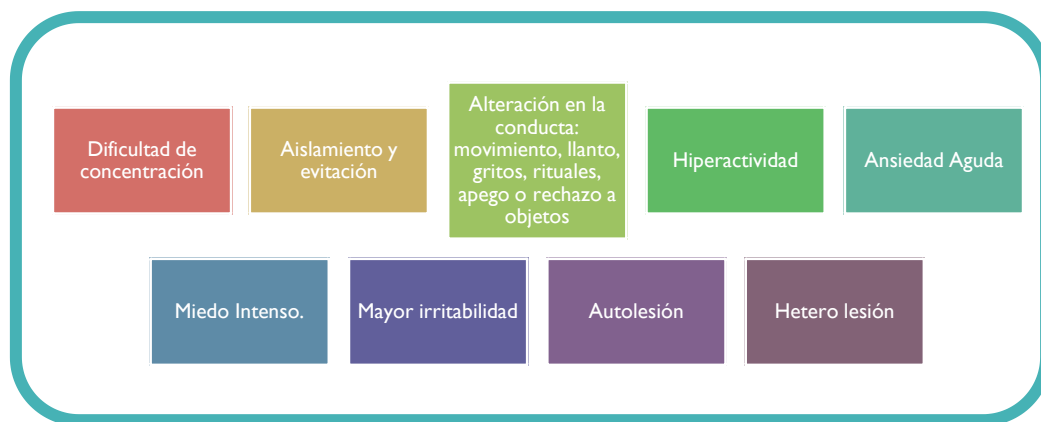 Dificultad de
concentración
Aislamiento y
evitación
Alteración en la
conducta:
movimiento, llanto,
gritos, rituales,
apego o rechazo a
objetos
Hiperactividad
Ansiedad Aguda
Miedo Intenso.
Mayor irritabilidad
Autolesión
Hetero lesión